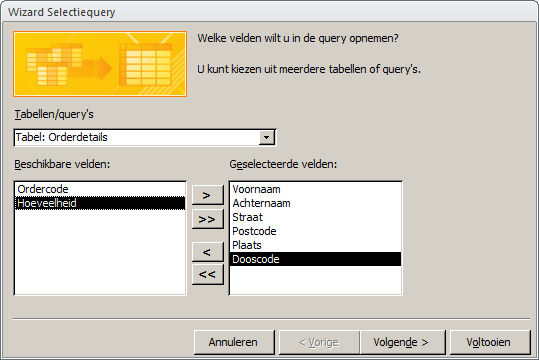 Wizard Selectiequery
Welke velden wilt u in de query opnemen?
U kunt kiezen uit meerdere tabellen of query's.
Tabellen/query's
Tabel: Orderdetails
Beschikbare velden:
Geselecteerde velden:
Ordercode
Hoeveelheid
>
>>
<
<<
Voornaam
Achternaam
Straat
Postcode
Plaats
Dooscode
Annuleren
< Vorige
Volgende >
Voltooien